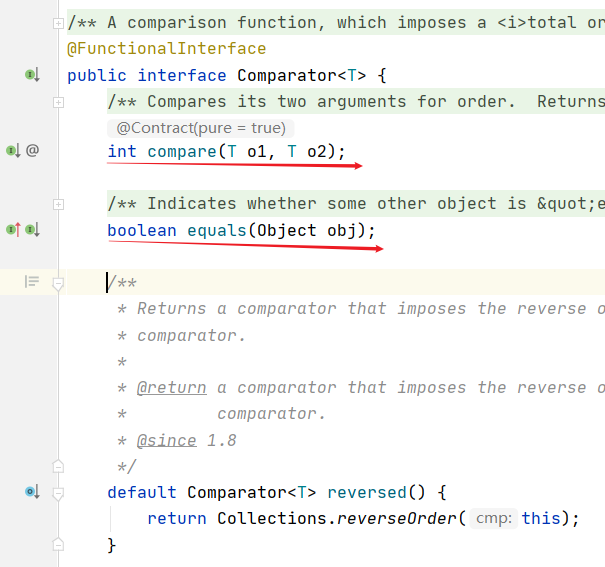 /** A comparison function, which imposes a <i>total or
@FunctionalInterface
public interface Comparator<T> {
/** Compares its two arguments for order.  Returns
@Contract(pure = true)
int compare(T o1, T o2);
/** Indicates whether some other object is &quot;e
boolean equals(Object obj);
/**
* Returns a comparator that imposes the reverse o
* comparator.
*
* @return a comparator that imposes the reverse o
*         comparator.
* @since 1.8
*/
default Comparator<T> reversed() {
return Collections.reverseOrder( cmp: this);
}